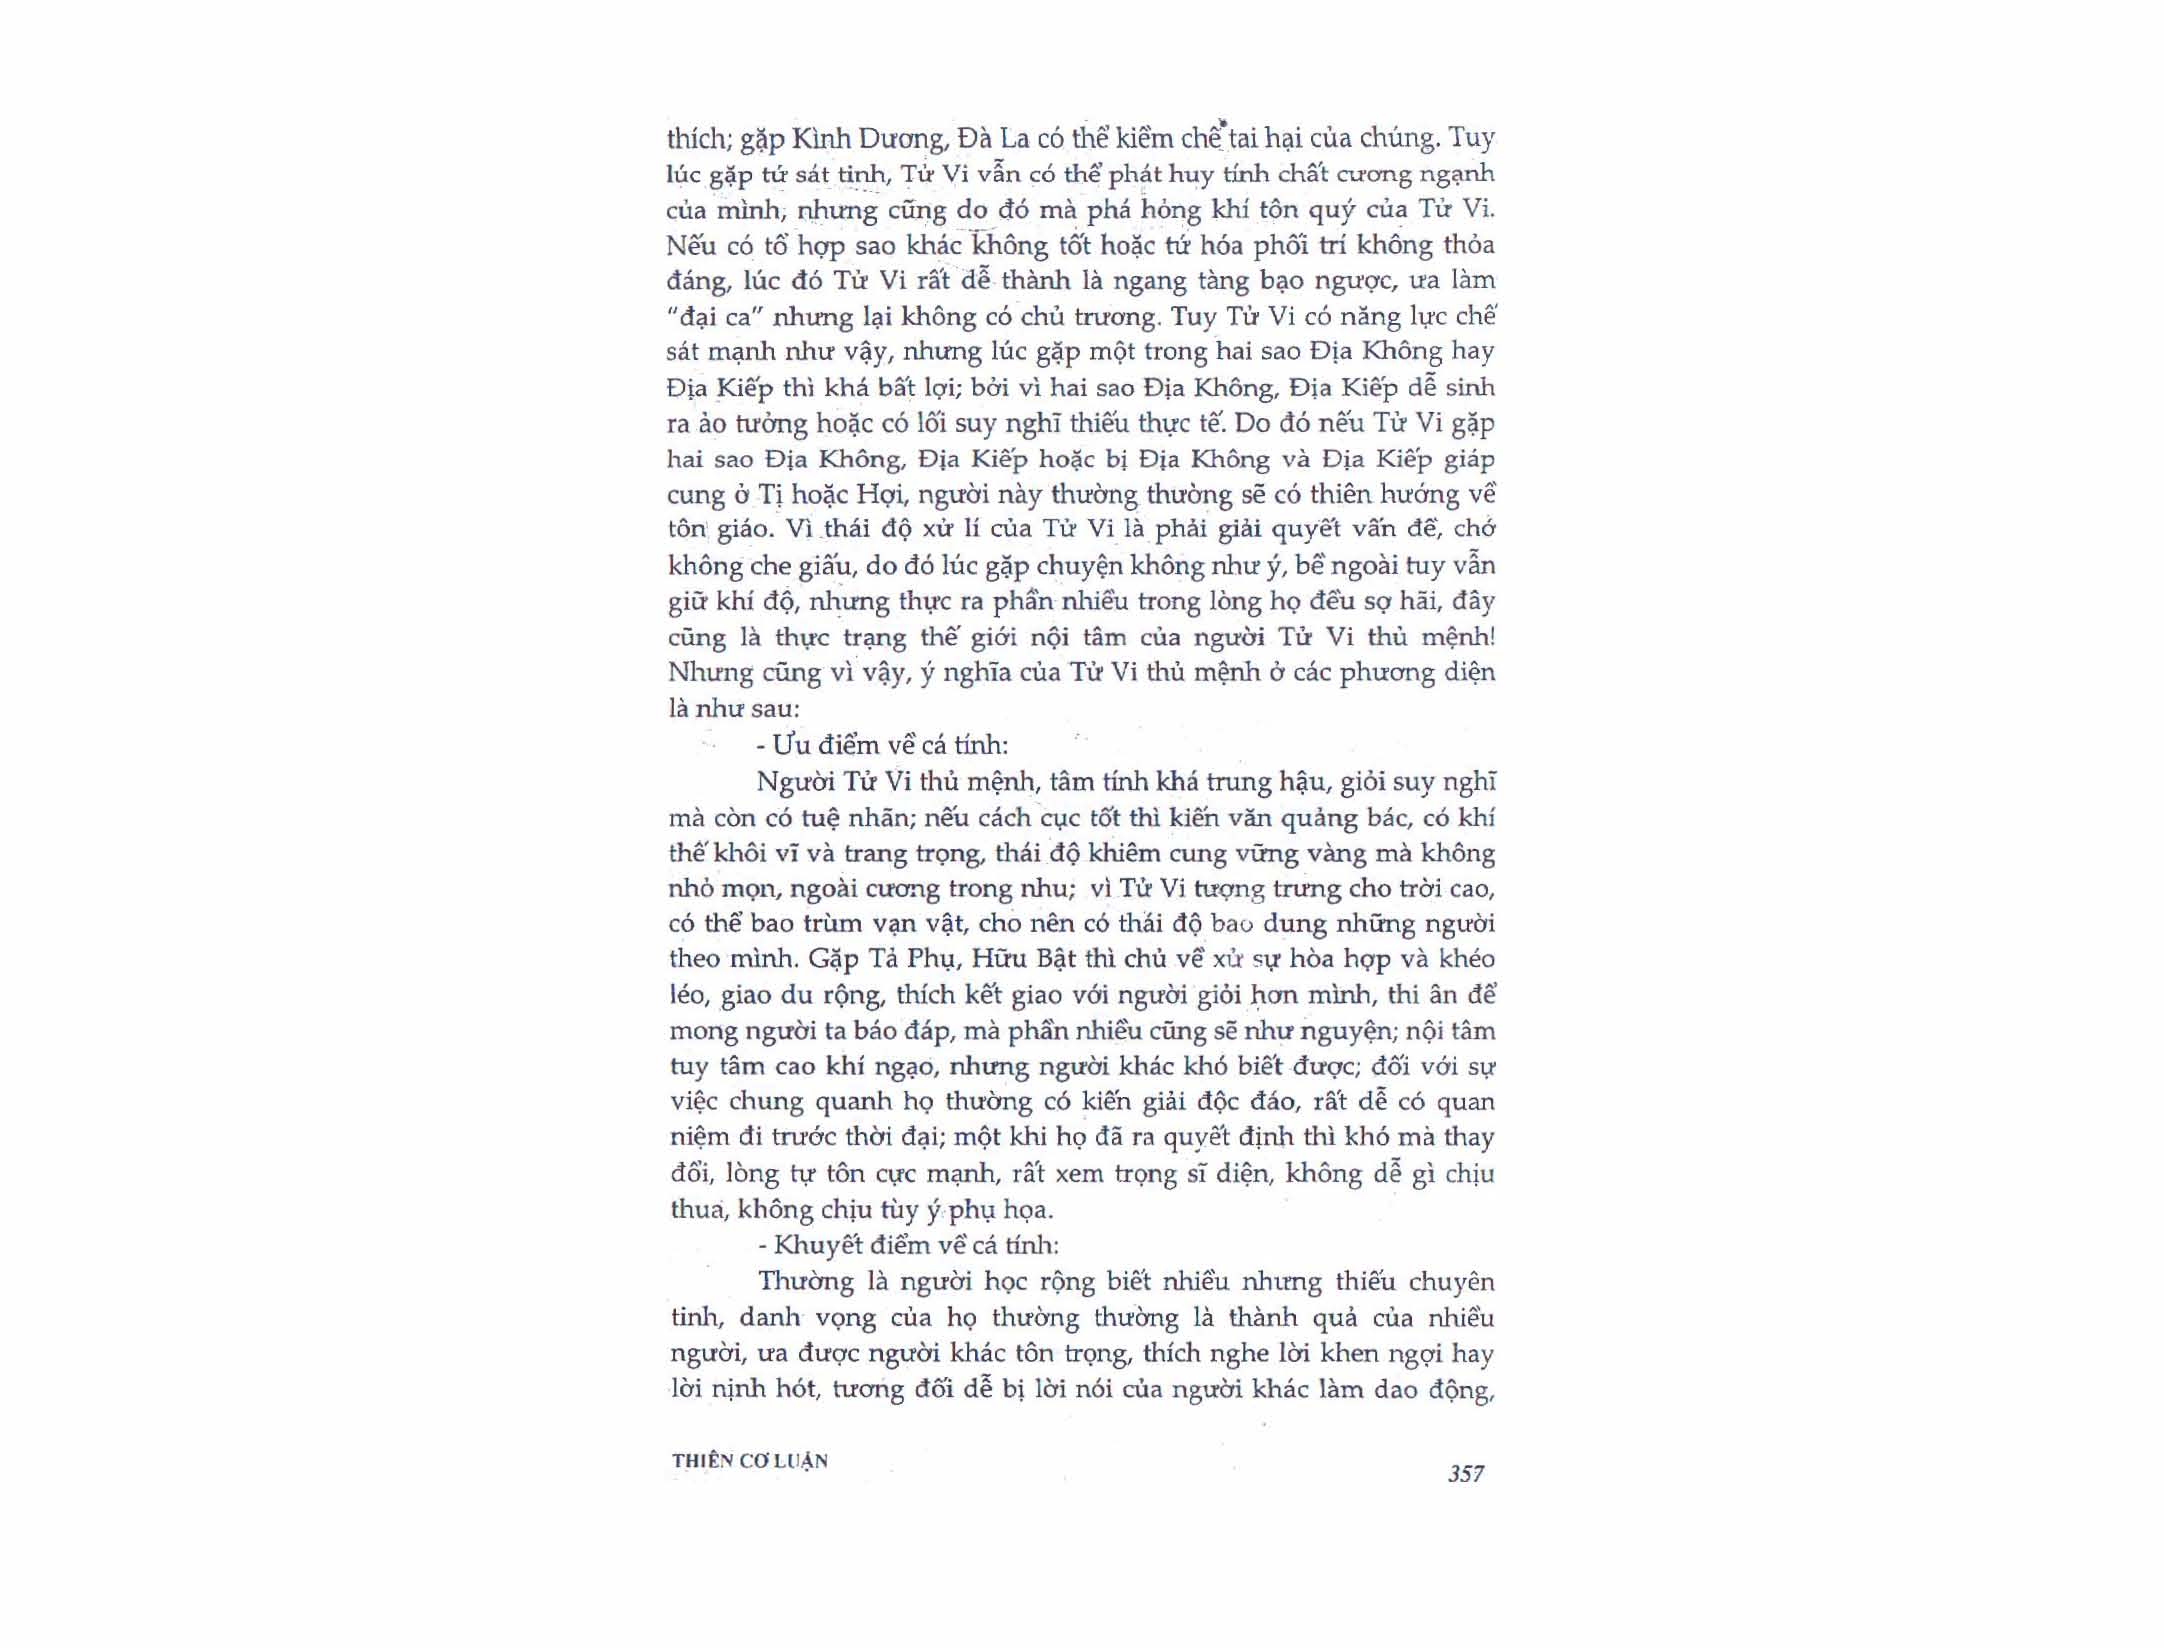 thích; gặp Kình Dương, Đà La có thể kiềm chế tai hại của chúng. Tuy
lúc gặp tứ sát tinh, Tử Vi vẫn có thể phát huy tính chất cương ngạnh
của mình, nhưng cũng do đó mà phá hỏng khí tôn quý của Tử Vi.
Nếu có tổ hợp sao khác không tốt hoặc tứ hóa phối trí không thỏa
đáng, lúc đó Tử Vi rất dễ thành là ngang tàng bạo ngược, ưa làm
"đại ca" nhưng lại không có chủ trương. Tuy Tử Vi có năng lực chế
sát mạnh như vậy, nhưng lúc gặp một trong hai sao Địa Không hay
Địa Kiếp thì khá bất lợi; bởi vì hai sao Địa Không, Địa Kiếp dễ sinh
ra ảo tưởng hoặc có lối suy nghĩ thiếu thực tế. Do đó nếu Tử Vi gặp
hai sao Địa Không, Địa Kiếp hoặc bị Địa Không và Địa Kiếp giáp
cung ở Tị hoặc Hợi, người này thường thường sẽ có thiên hướng về
tôn giáo. Vì thái độ xử lí của Tử Vi là phải giải quyết vấn đề, chớ
không che giấu, do đó lúc gặp chuyện không như ý, bề ngoài tuy vẫn
giữ khí độ, nhưng thực ra phần nhiều trong lòng họ đều sợ hãi, đây
cũng là thực trạng thế giới nội tâm của người Tử Vi thủ mệnh!
Nhưng cũng vì vậy, ý nghĩa của Tử Vi thủ mệnh ở các phương diện
là như sau:
- Ưu điểm về cá tính:
Người Tử Vi thủ mệnh, tâm tính khá trung hậu, giỏi suy nghĩ
mà còn có tuệ nhãn; nếu cách cục tốt thì kiến văn quảng bác, có khí
thế khôi vĩ và trang trọng, thái độ khiêm cung vững vàng mà không
nhỏ mọn, ngoài cương trong nhu; vì Tử Vi tượng trưng cho trời cao,
có thể bao trùm vạn vật, cho nên có thái độ bao dung những người
theo mình. Gặp Tả Phụ, Hữu Bật thì chủ về xử sự hòa hợp và khéo
léo, giao du rộng, thích kết giao với người giỏi hơn mình, thi ân để
mong người ta báo đáp, mà phần nhiều cũng sẽ như nguyện; nội tâm
tuy tâm cao khí ngạo, nhưng người khác khó biết được; đối với sự
việc chung quanh họ thường có kiến giải độc đáo, rất dễ có quan
niệm đi trước thời đại; một khi họ đã ra quyết định thì khó mà thay
đổi, lòng tự tôn cực mạnh, rất xem trọng sĩ diện, không dễ gì chịu
thua, không chịu tùy ý phụ họa.
- Khuyết điểm về cá tính:
Thường là người học rộng biết nhiều nhưng thiếu chuyên
tinh, danh vọng của họ thường thường là thành quả của nhiều
người, ưa được người khác tôn trọng, thích nghe lời khen ngợi hay
lời nịnh hót, tương đối dễ bị lời nói của người khác làm dao động,
THIÊN CƠ LUẬN
357